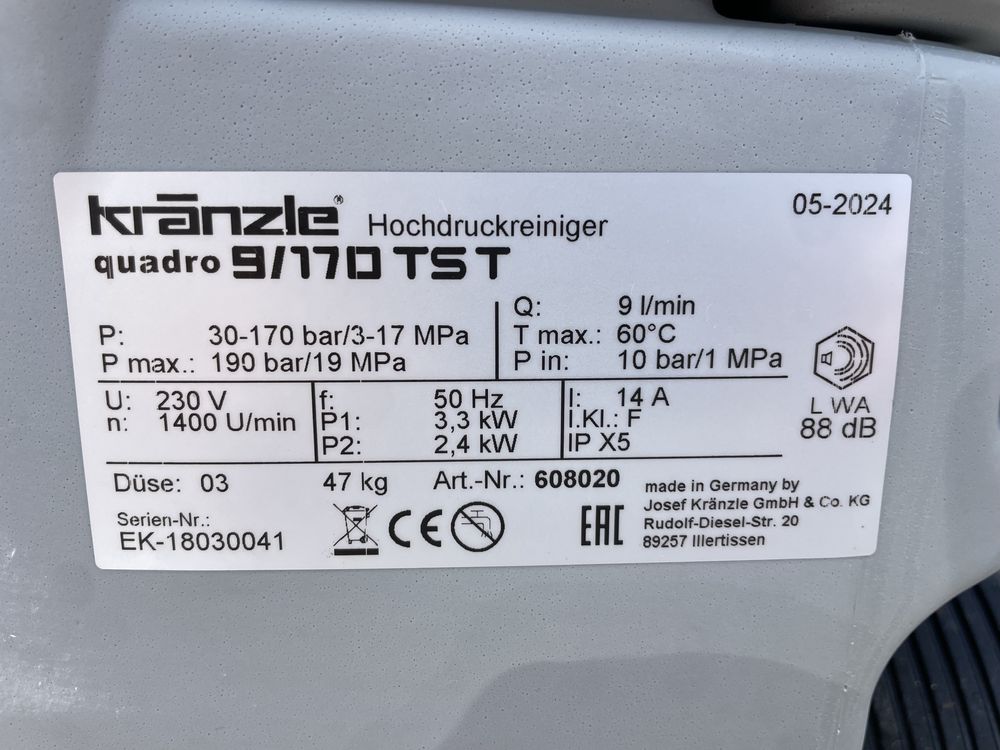 kränzle® Hochdruckreiniger 05-2024
quadro 9/170 TS T
P: 30-170 bar/3-17 MPa
P max.: 190 bar/19 MPa
Q: 9 l/min
T max.: 60°C
P in: 10 bar/1 MPa
U: 230 V
n: 1400 U/min
f: 50 Hz
P1: 3,3 kW
P2: 2,4 kW
I: 14 A
I.Kl.: F
IP X5
L WA
88 dB
Düse: 03 47 kg Art.-Nr.: 608020
Serien-Nr.:
EK-18030041
CE
EAC
made in Germany by
Josef Kränzle GmbH & Co. KG
Rudolf-Diesel-Str. 20
89257 Illertissen